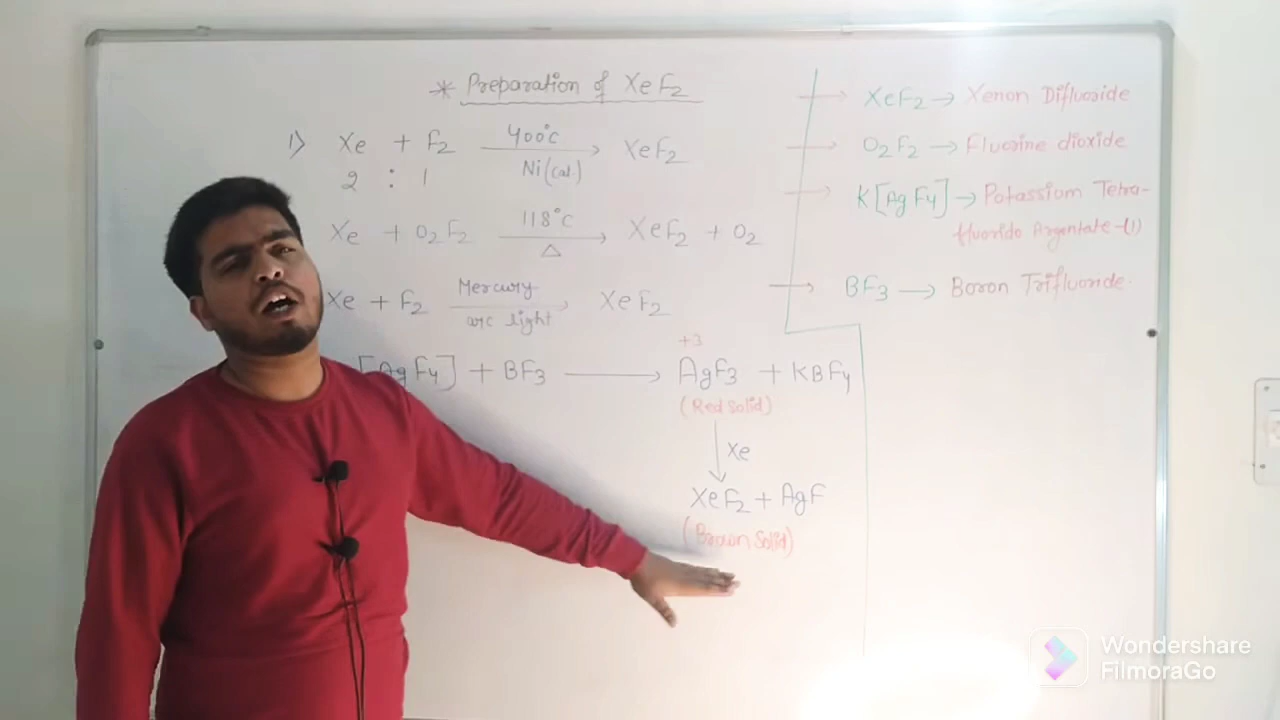 * Preparation of XeF2
1) Xe + F2 400°C Ni (Cat.) → XeF2
2 : 1
Xe + O2F2 118°C △ → XeF2 + O2
Xe + F2 Mercury arc light → XeF2
[AgF4] + BF3 → AgF3 + KBF4
+3
(Red Solid)
↓ Xe
XeF2 + AgF
(Brown Solid)
→ XeF2 → Xenon Difluoride
→ O2F2 → Fluorine dioxide
→ K[AgF4] → Potassium Tetra-
fluorido Argentate-(1)
→ BF3 → Boron Trifluoride.
Wondershare
FilmoraGo